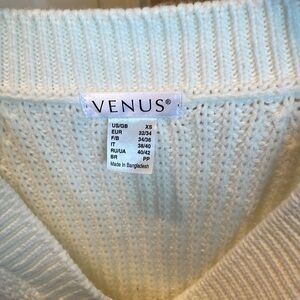 VENUS®
US/GB XS
EUR 32/34
F/B 34/36
IT 38/40
RU/UA 40/42
BR PP
Made in Bangladesh